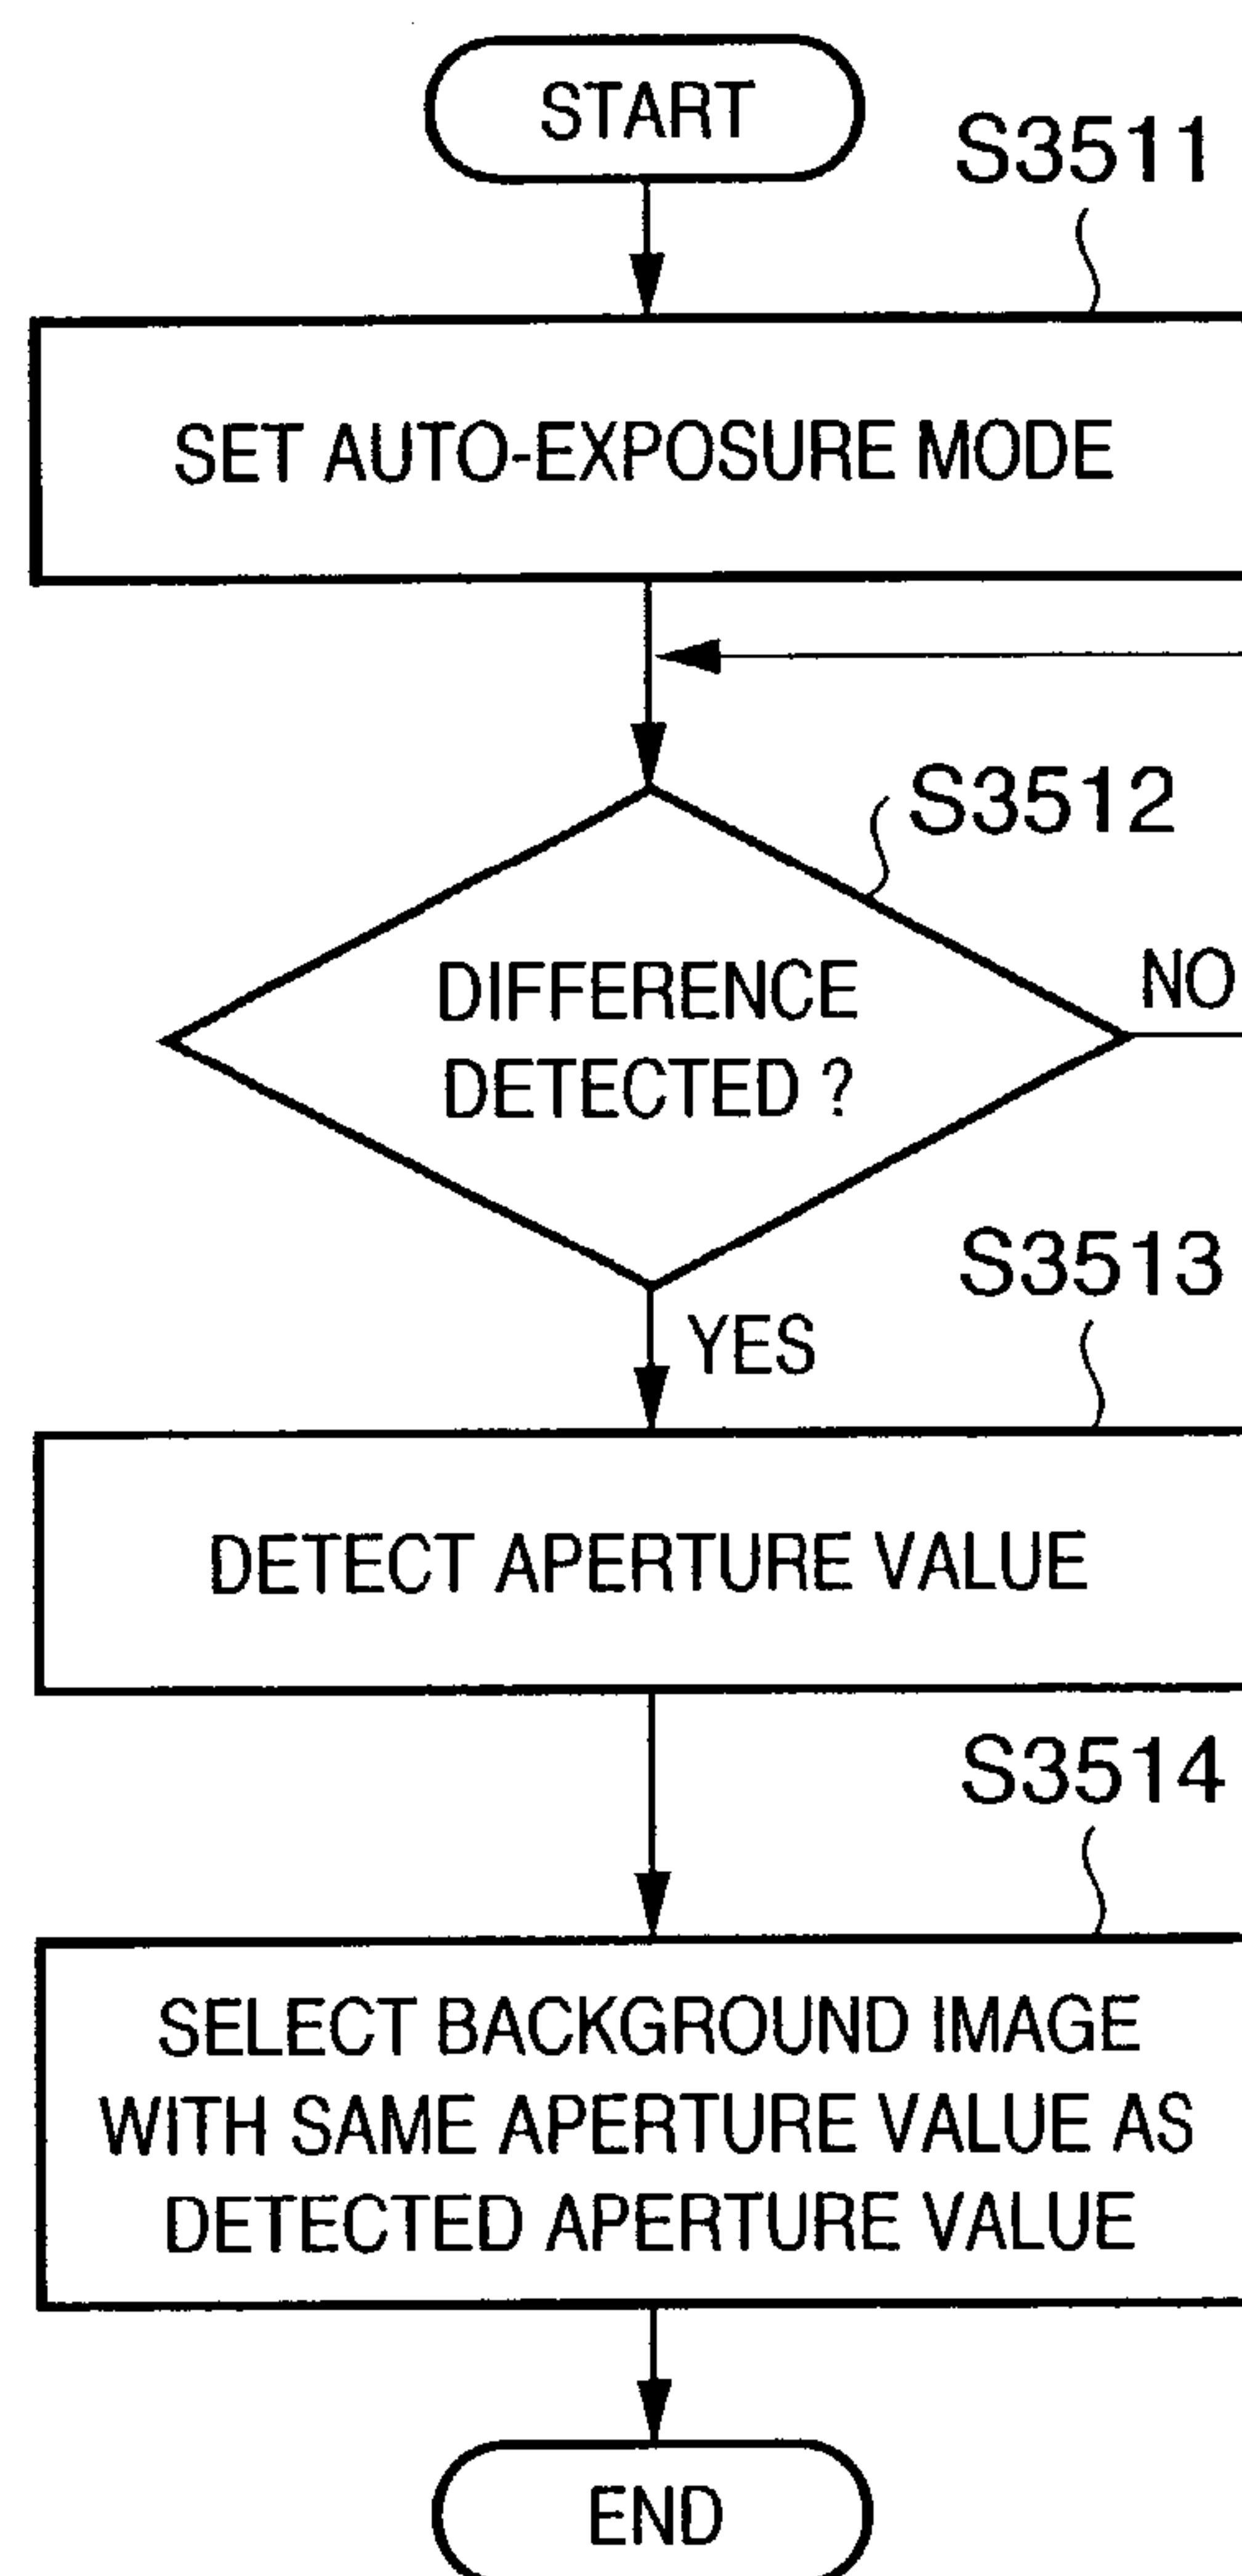 START
S3511
SET AUTO-EXPOSURE MODE
S3512
DIFFERENCE
DETECTED ?
NO
YES
S3513
DETECT APERTURE VALUE
S3514
SELECT BACKGROUND IMAGE
WITH SAME APERTURE VALUE AS
DETECTED APERTURE VALUE
END